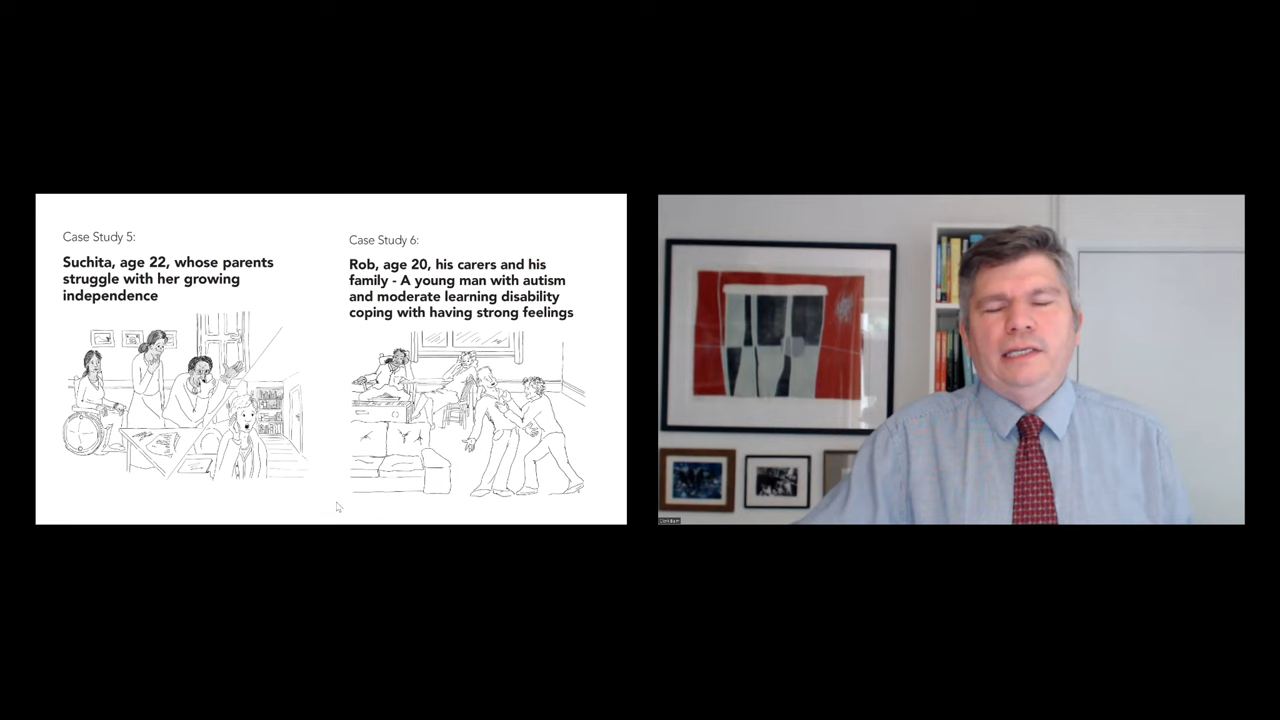 Case Study 5:
Suchita, age 22, whose parents
struggle with her growing
independence
Case Study 6:
Rob, age 20, his carers and his
family - A young man with autism
and moderate learning disability
coping with having strong feelings